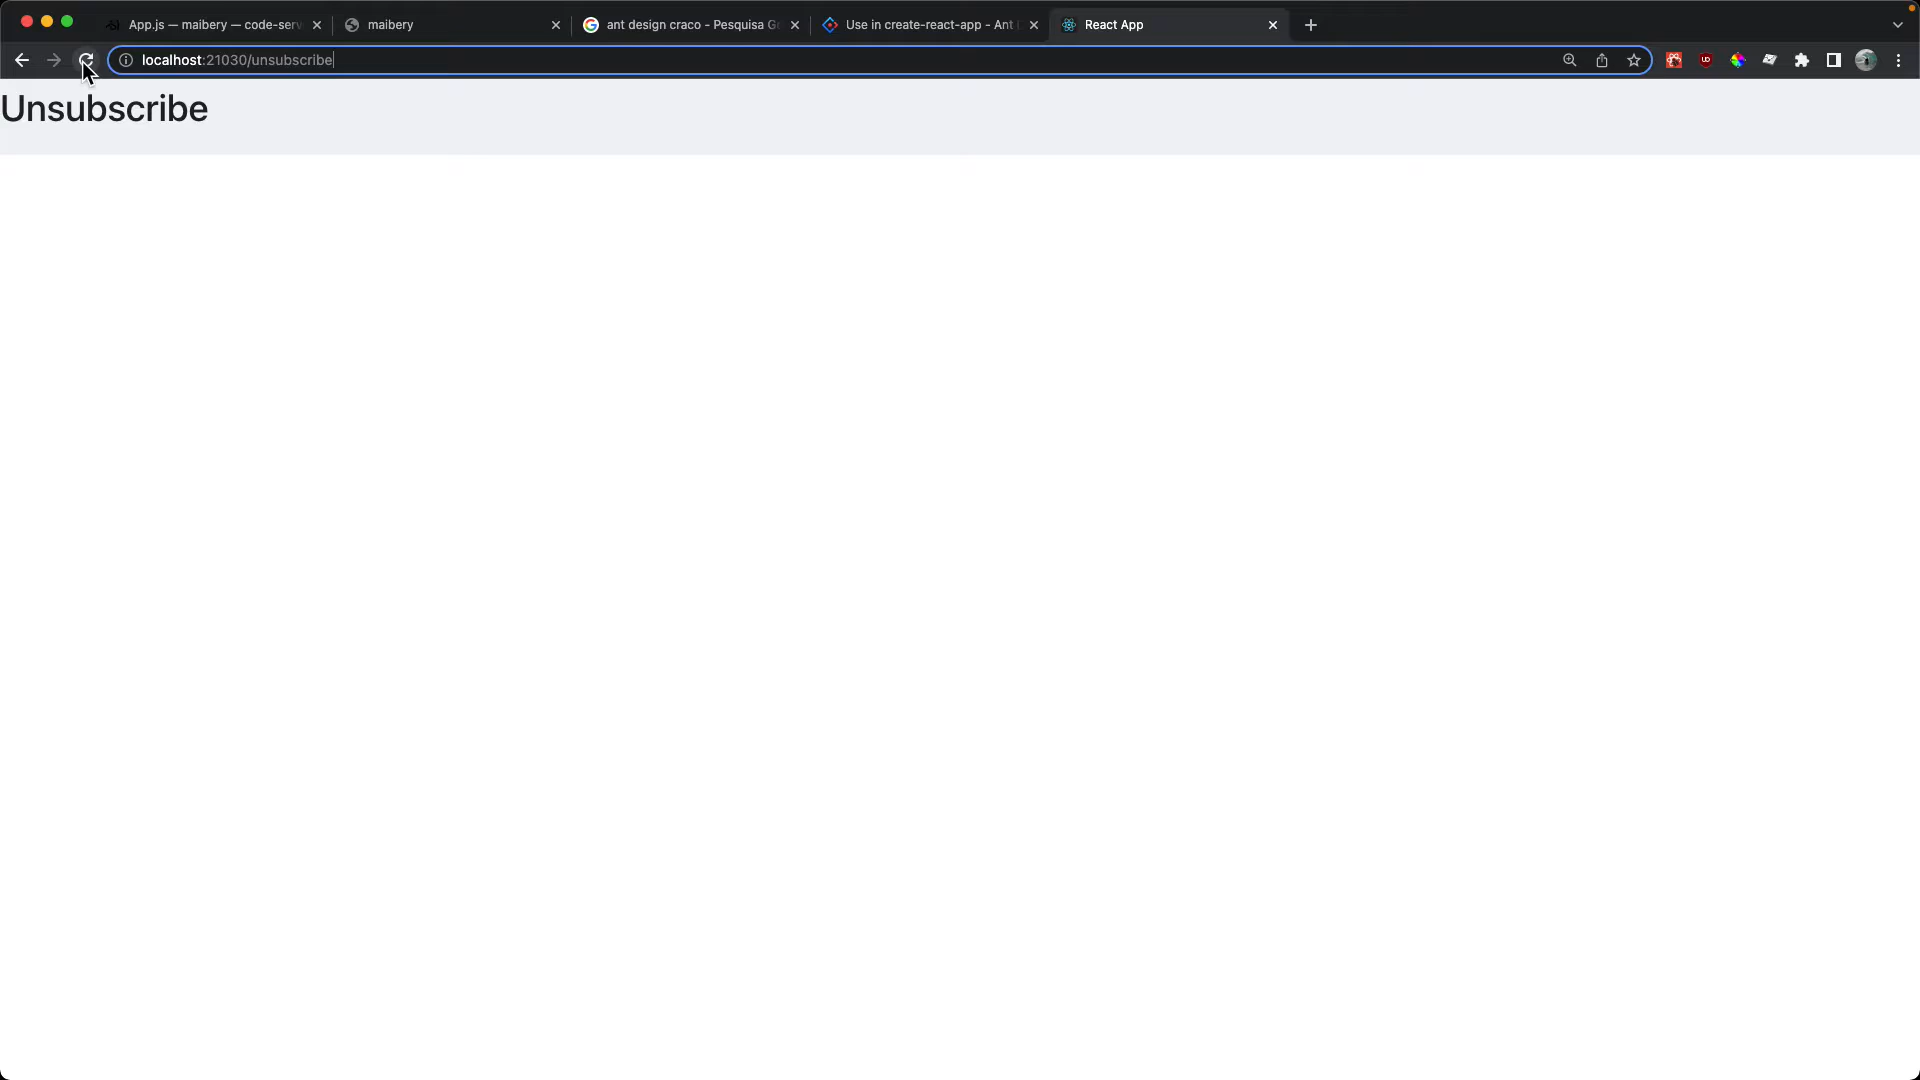 App.js — maibery — code-serv
maibery
ant design craco - Pesquisa Go
Use in create-react-app - Ant
React App
localhost:21030/unsubscribe
Unsubscribe